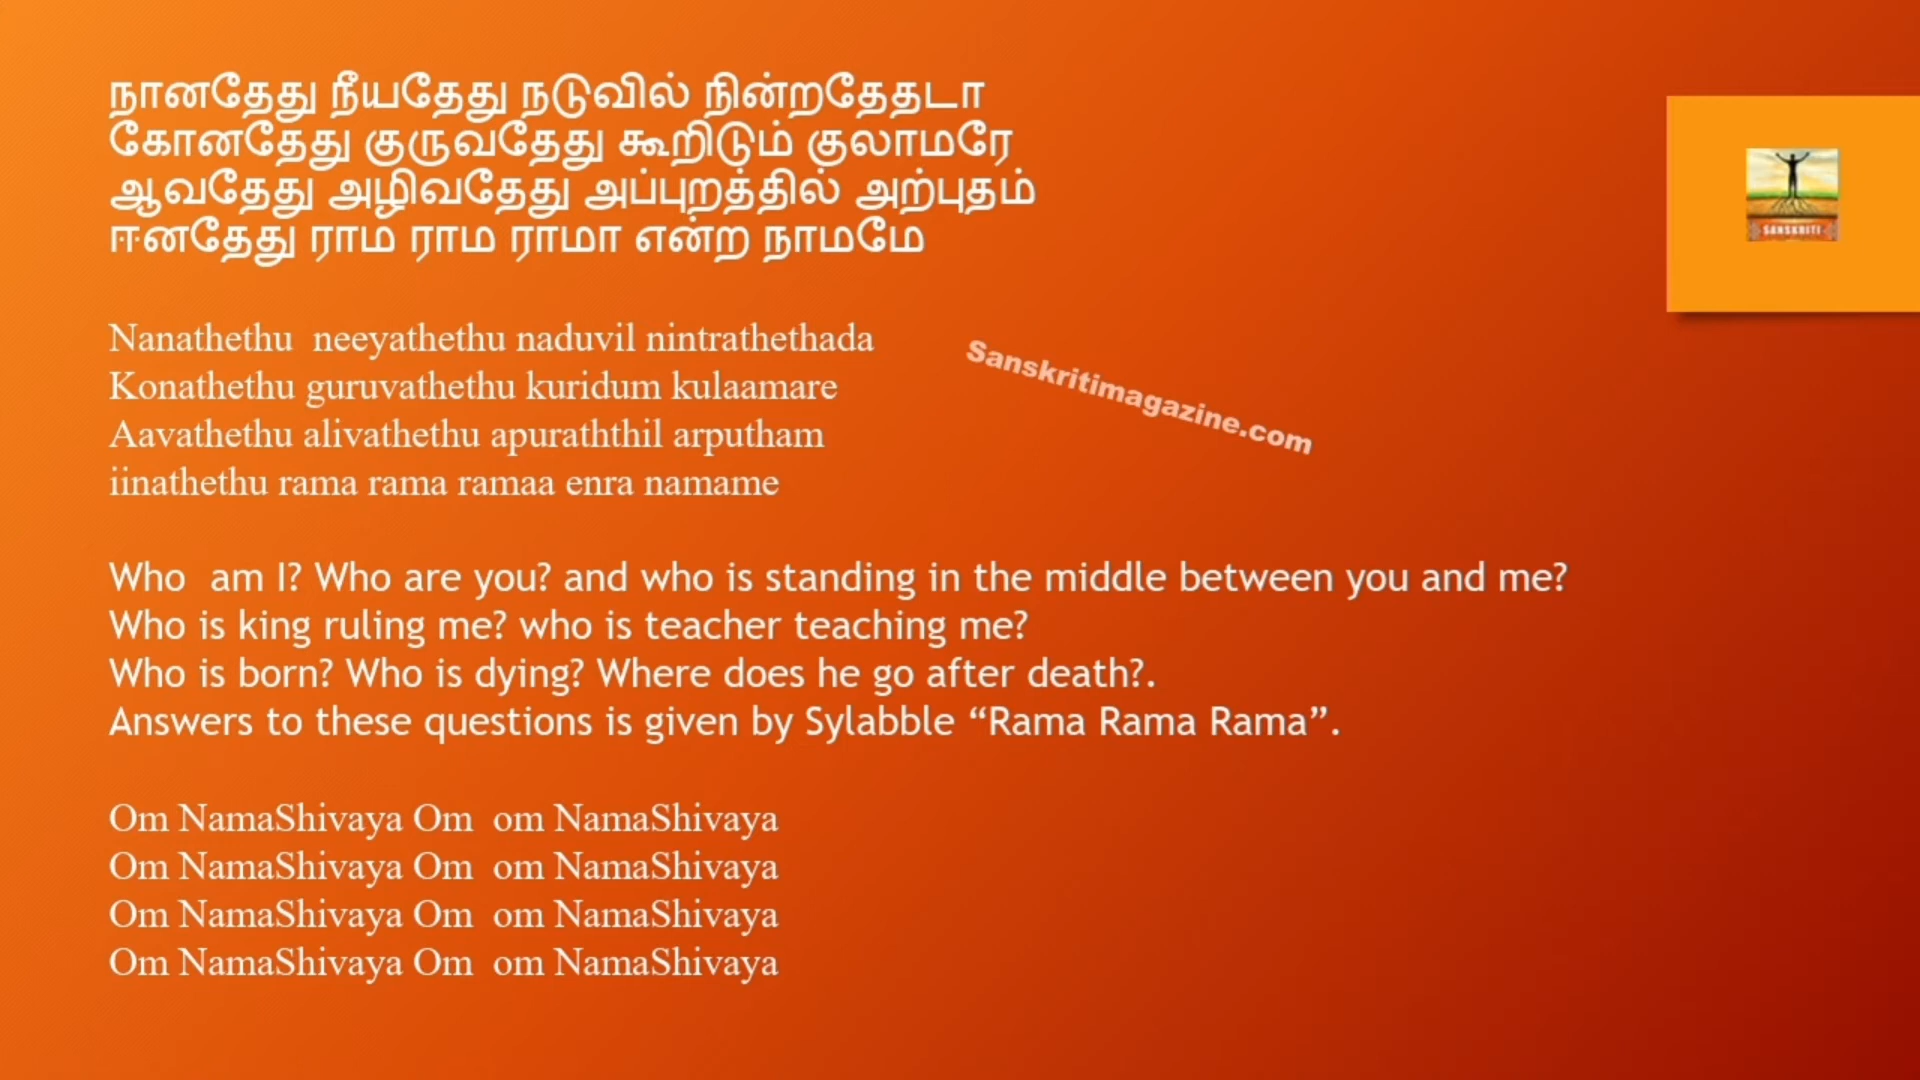 நானதேது நீயதேது நடுவில் நின்றதேதடா
கோனதேது குருவதேது கூறிடும் குலாமரே
ஆவதேது அழிவதேது அப்புறத்தில் அற்புதம்
ஈனதேது ராம ராம ராமா என்ற நாமமே
SANSKRITI
Nanathethu neeyathethu naduvil nintrathethada
Konathethu guruvathethu kuridum kulaamare
Aavathethu alivathethu apuraththil arputham
iinathethu rama rama ramaa enra namame
Sanskritimagazine.com
Who am I? Who are you? and who is standing in the middle between you and me?
Who is king ruling me? who is teacher teaching me?
Who is born? Who is dying? Where does he go after death?.
Answers to these questions is given by Sylabble “Rama Rama Rama”.
Om NamaShivaya Om om NamaShivaya
Om NamaShivaya Om om NamaShivaya
Om NamaShivaya Om om NamaShivaya
Om NamaShivaya Om om NamaShivaya